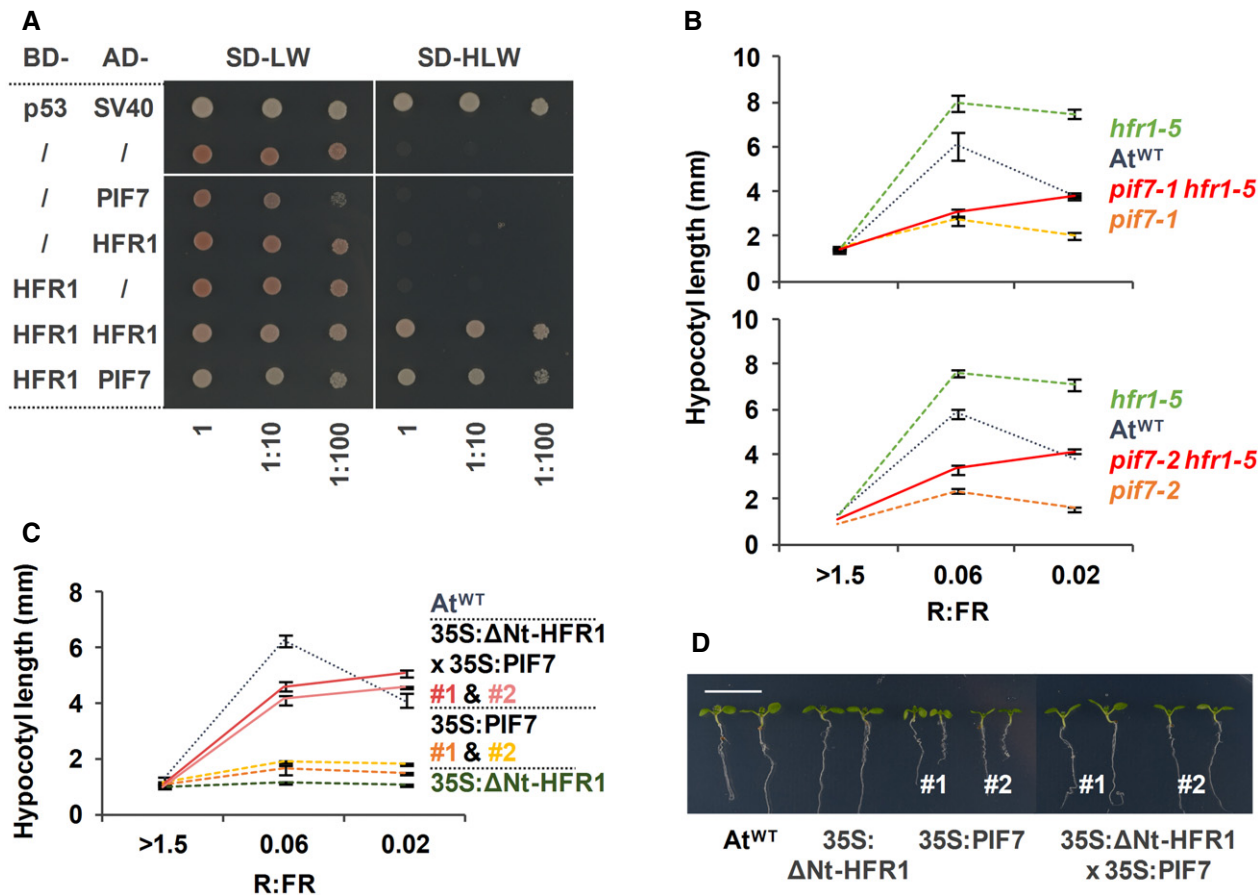 A
BD- AD- SD-LW SD-HLW
p53 SV40
/ /
/ PIF7
/ HFR1
HFR1 /
HFR1 HFR1
HFR1 PIF7
1 1:10 1:100 1 1:10 1:100
B
Hypocotyl length (mm)
10
8
6
4
2
0
hfr1-5
AtWT
pif7-1 hfr1-5
pif7-1
10
8
6
4
2
0
hfr1-5
AtWT
pif7-2 hfr1-5
pif7-2
>1.5 0.06 0.02
R:FR
C
Hypocotyl length (mm)
8
6
4
2
0
AtWT
35S:ΔNt-HFR1
x 35S:PIF7
#1 & #2
35S:PIF7
#1 & #2
35S:ΔNt-HFR1
>1.5 0.06 0.02
R:FR
D
#1 #2 #1 #2
AtWT 35S: 35S:PIF7 35S:ΔNt-HFR1
ΔNt-HFR1 x 35S:PIF7